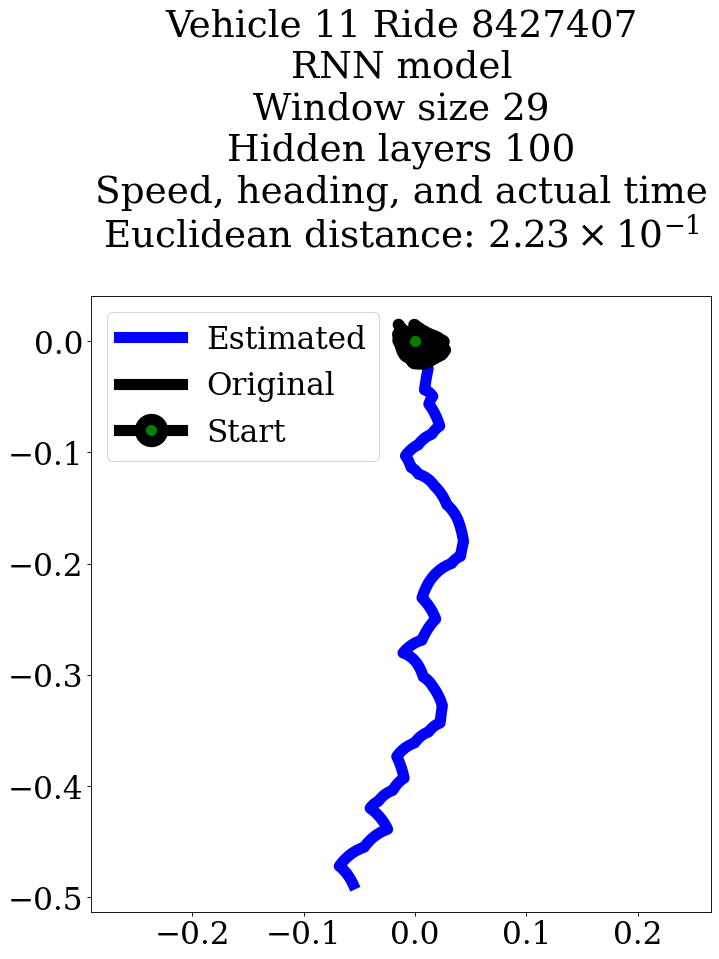 Vehicle 11 Ride 8427407
RNN model
Window size 29
Hidden layers 100
Speed, heading, and actual time
Euclidean distance: 2.23 × 10⁻¹
Estimated
Original
Start
0.0
−0.1
−0.2
−0.3
−0.4
−0.5
−0.2 −0.1 0.0 0.1 0.2